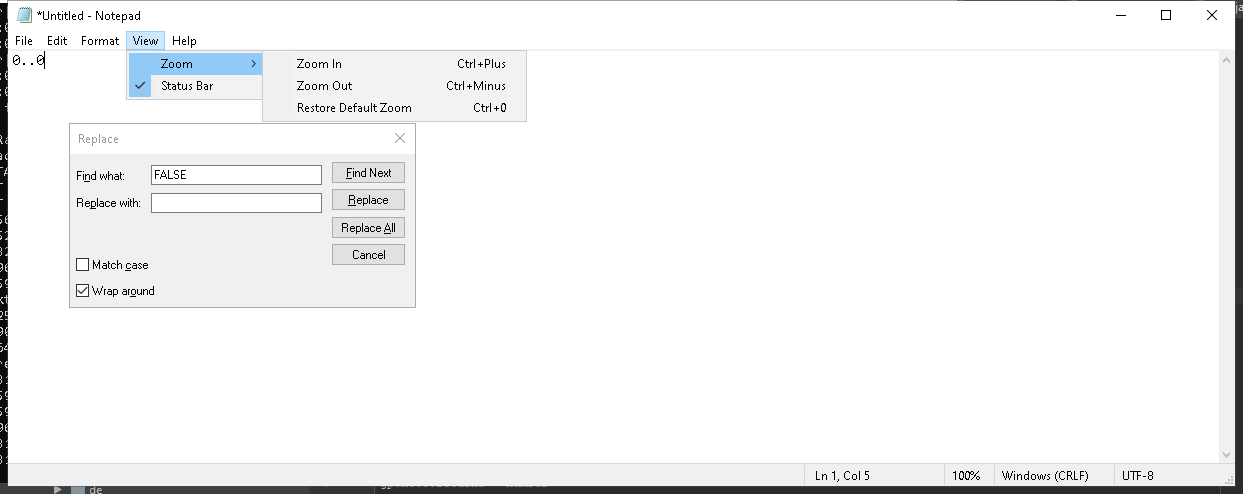 *Untitled - Notepad
File Edit Format View Help
0..0
Zoom
Status Bar
Zoom In Ctrl+Plus
Zoom Out Ctrl+Minus
Restore Default Zoom Ctrl+0
Replace
Find what: FALSE
Find Next
Replace with:
Replace
Replace All
Cancel
Match case
Wrap around
Ln 1, Col 5 100% Windows (CRLF) UTF-8
de